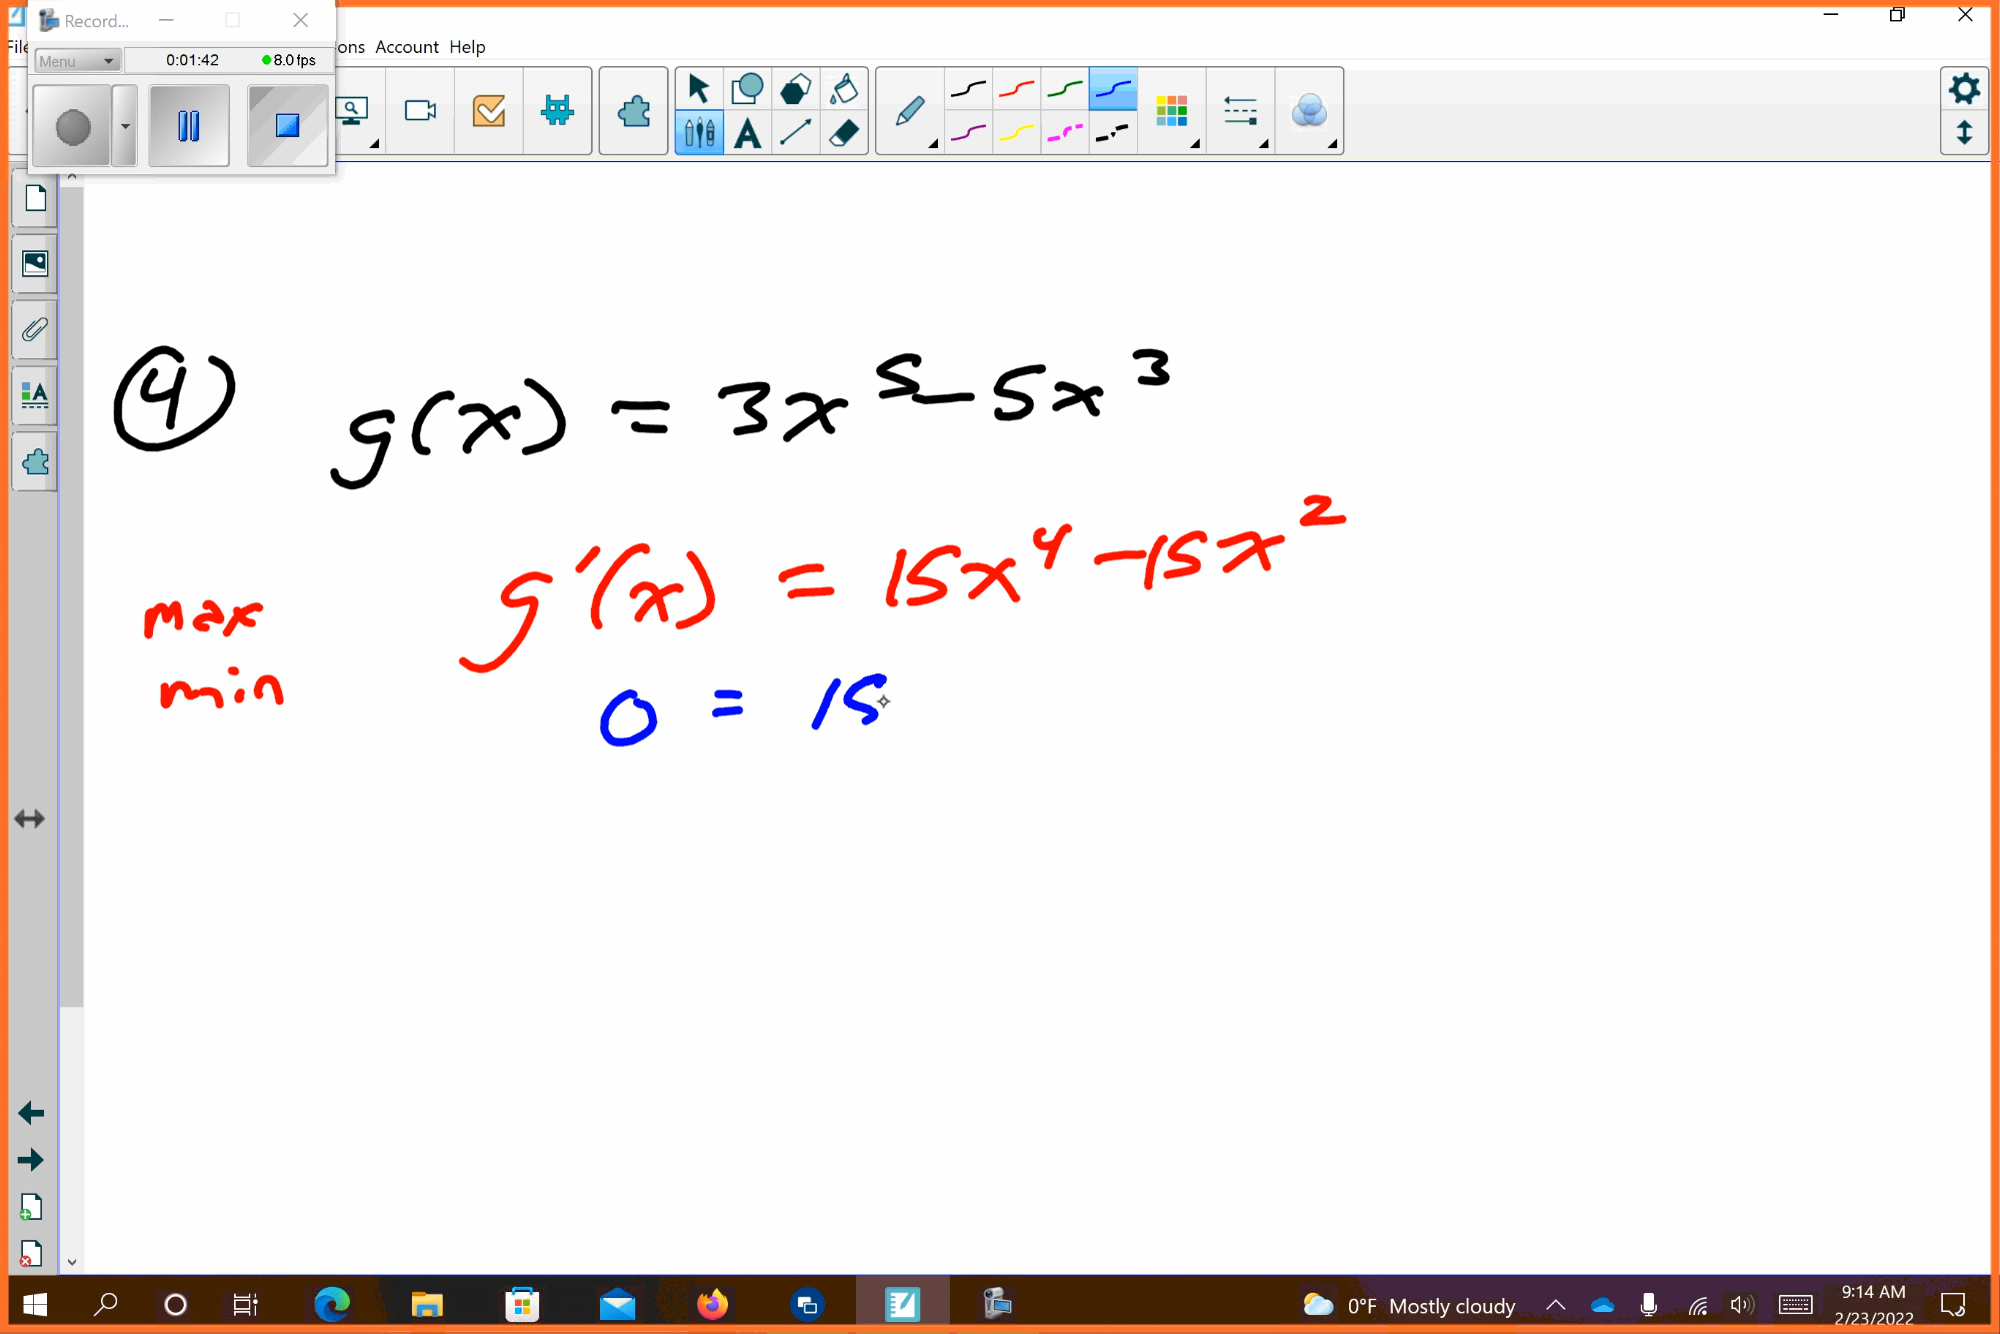 Record...
Menu 0:01:42 8.0 fps
ons Account Help
④ g(x) = 3x⁵ - 5x³
g'(x) = 15x⁴ - 15x²
max
min
0 = 15
0°F Mostly cloudy
9:14 AM
2/23/2022